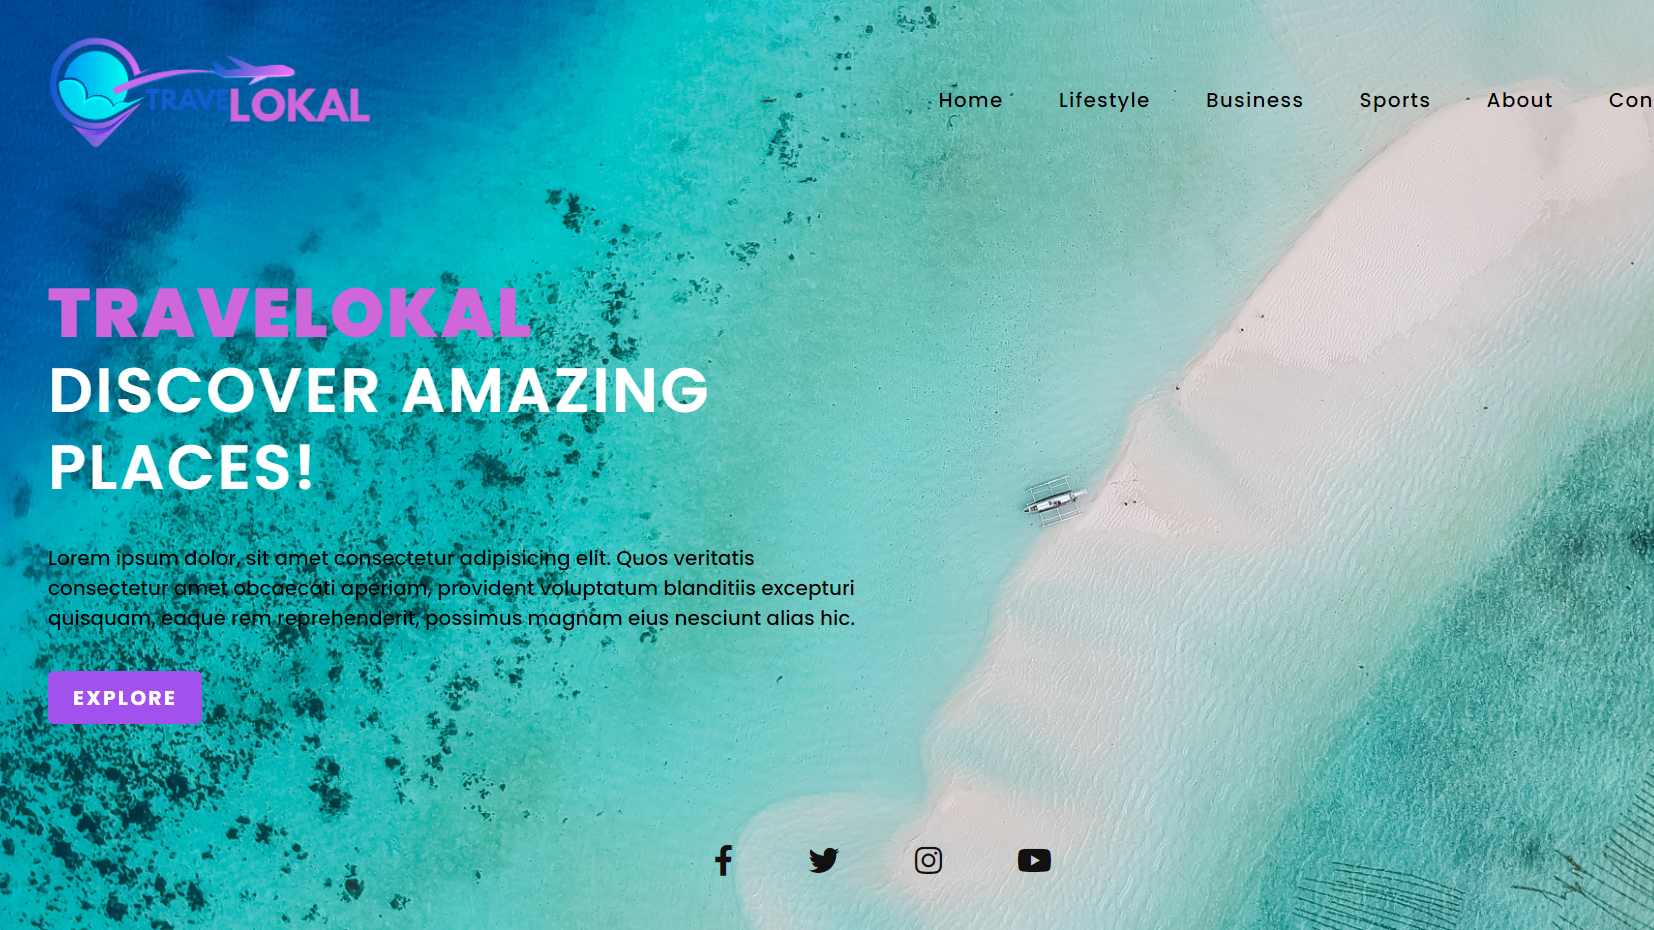 TRAVELOKAL
Home Lifestyle Business Sports About Con
TRAVELOKAL
DISCOVER AMAZING
PLACES!
Lorem ipsum dolor, sit amet consectetur adipisicing elit. Quos veritatis
consectetur amet obcaecati aperiam, provident voluptatum blanditiis excepturi
quisquam, eaque rem reprehenderit, possimus magnam eius nesciunt alias hic.
EXPLORE